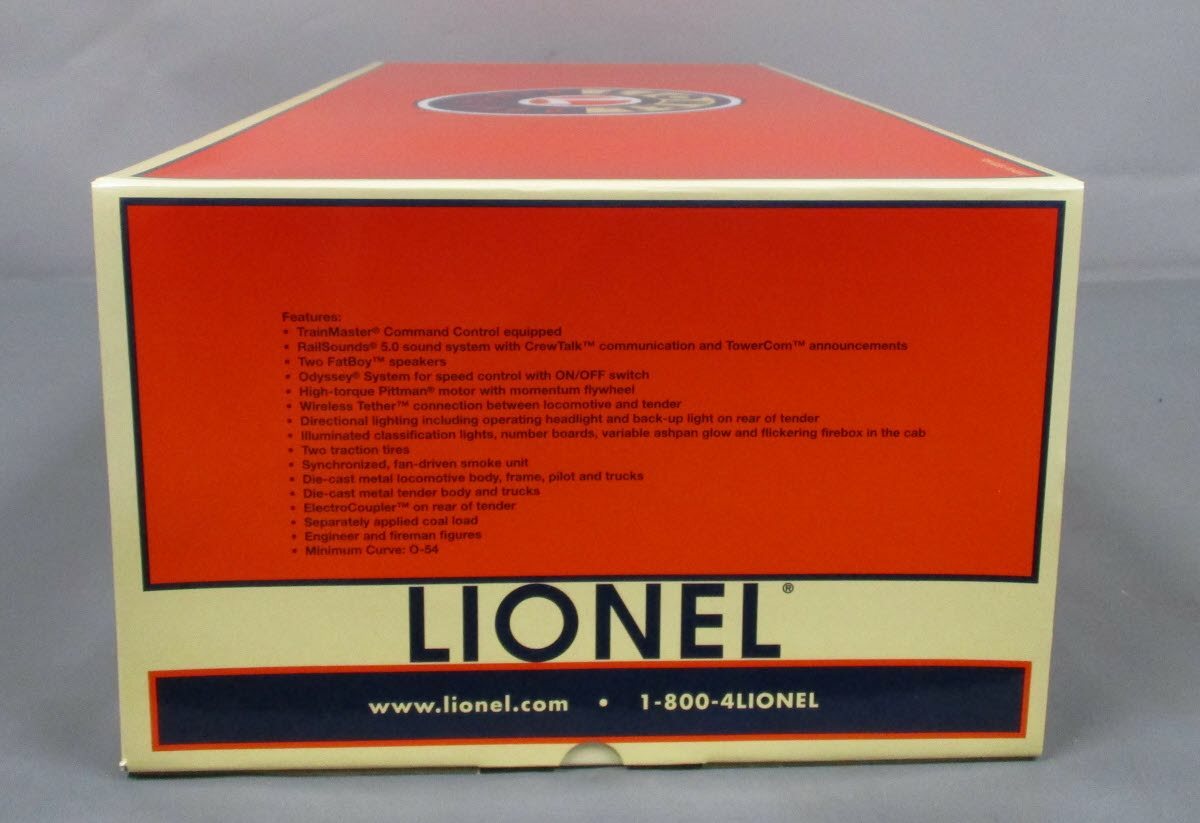 Features:
• TrainMaster® Command Control equipped
• RailSounds® 5.0 sound system with CrewTalk™ communication and TowerCom™ announcements
• Two FatBoy™ speakers
• Odyssey® System for speed control with ON/OFF switch
• High-torque Pittman® motor with momentum flywheel
• Wireless Tether™ connection between locomotive and tender
• Directional lighting including operating headlight and back-up light on rear of tender
• Illuminated classification lights, number boards, variable ashpan glow and flickering firebox in the cab
• Two traction tires
• Synchronized, fan-driven smoke unit
• Die-cast metal locomotive body, frame, pilot and trucks
• Die-cast metal tender body and trucks
• ElectroCoupler™ on rear of tender
• Separately applied coal load
• Engineer and fireman figures
• Minimum Curve: O-54
LIONEL®
www.lionel.com • 1-800-4LIONEL